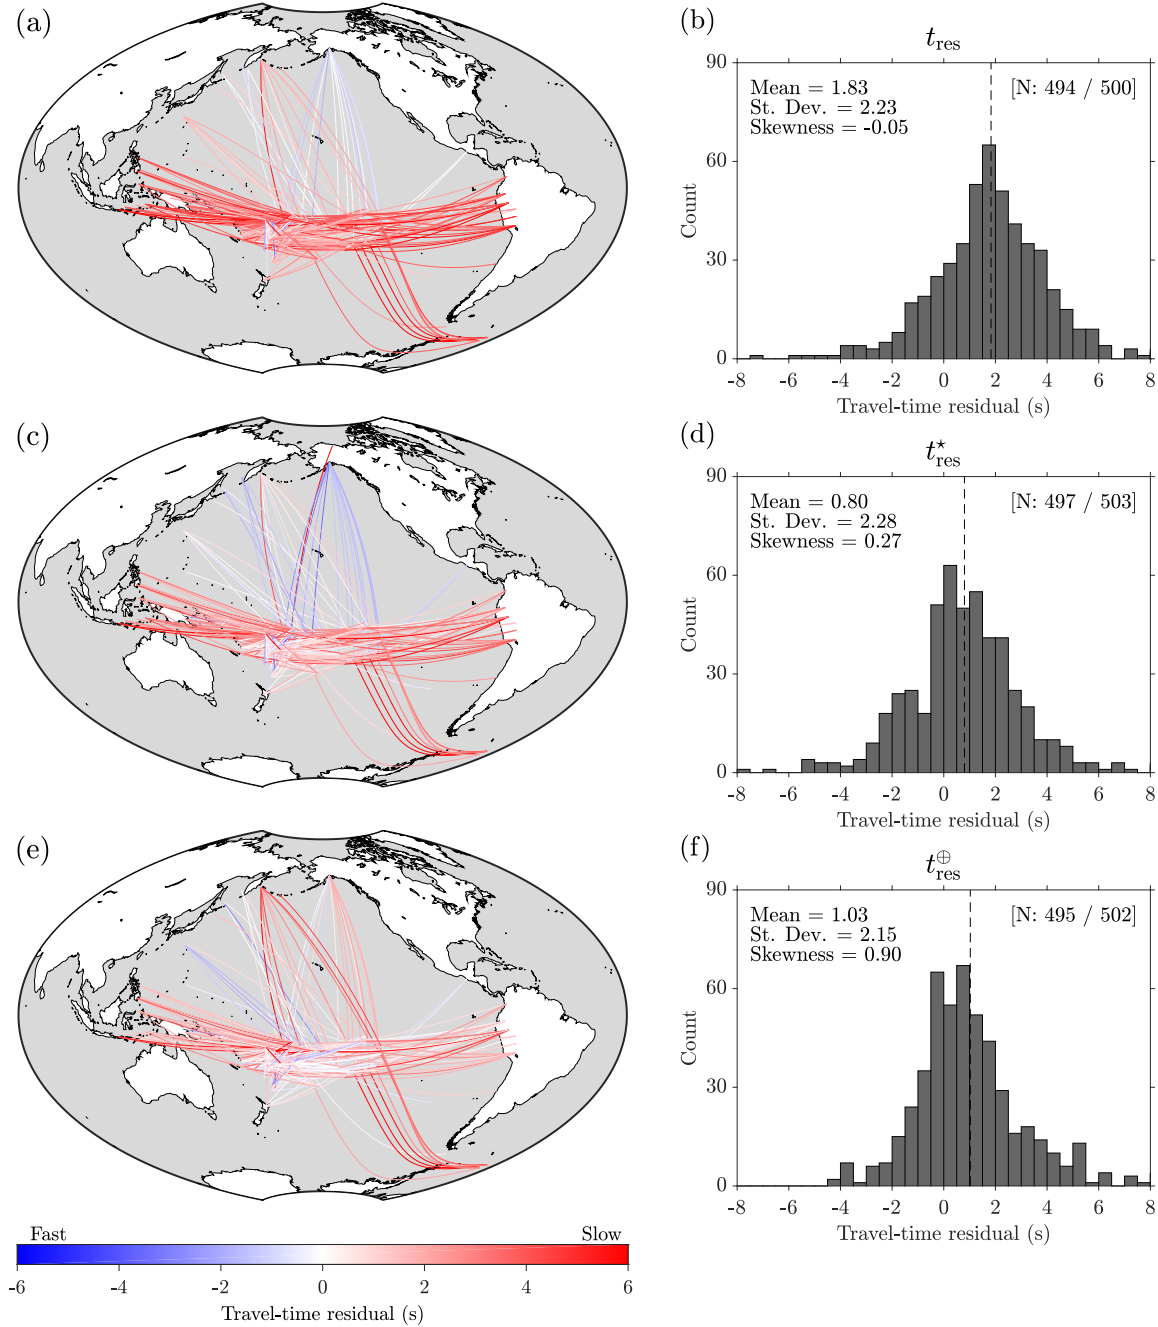 (a)
(b)
t_res
90
60
30
0
Count
Mean = 1.83
St. Dev. = 2.23
Skewness = -0.05
[N: 494 / 500]
-8 -6 -4 -2 0 2 4 6 8
Travel-time residual (s)
(c)
(d)
t⋆_res
90
60
30
0
Count
Mean = 0.80
St. Dev. = 2.28
Skewness = 0.27
[N: 497 / 503]
-8 -6 -4 -2 0 2 4 6 8
Travel-time residual (s)
(e)
(f)
t⊕_res
90
60
30
0
Count
Mean = 1.03
St. Dev. = 2.15
Skewness = 0.90
[N: 495 / 502]
-8 -6 -4 -2 0 2 4 6 8
Travel-time residual (s)
Fast Slow
-6 -4 -2 0 2 4 6
Travel-time residual (s)